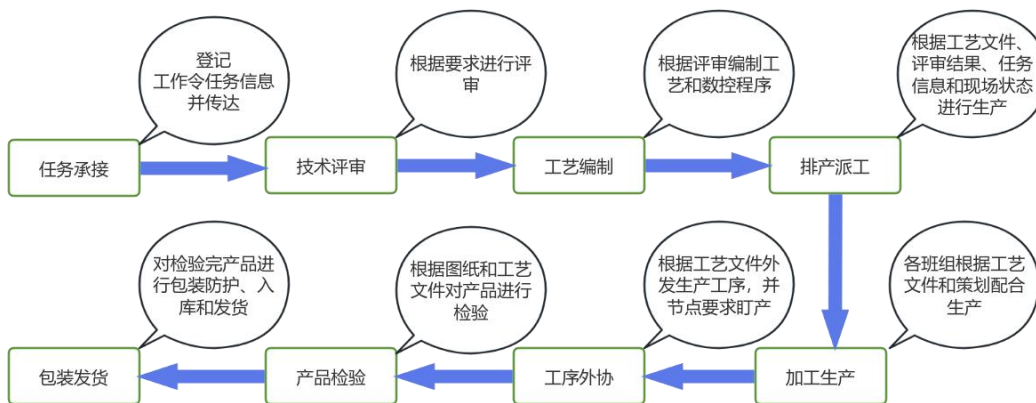 登记
工作令任务信息
并传达
根据要求进行评
审
根据评审编制工
艺和数控程序
根据工艺文件、
评审结果、任务
信息和现场状态
进行生产
任务承接
技术评审
工艺编制
排产派工
对检验完产品进
行包装防护、入
库和发货
根据图纸和工艺
文件对产品进行
检验
根据工艺文件外
发生产工序，并
节点要求盯产
各班组根据工艺
文件和策划配合
生产
包装发货
产品检验
工序外协
加工生产